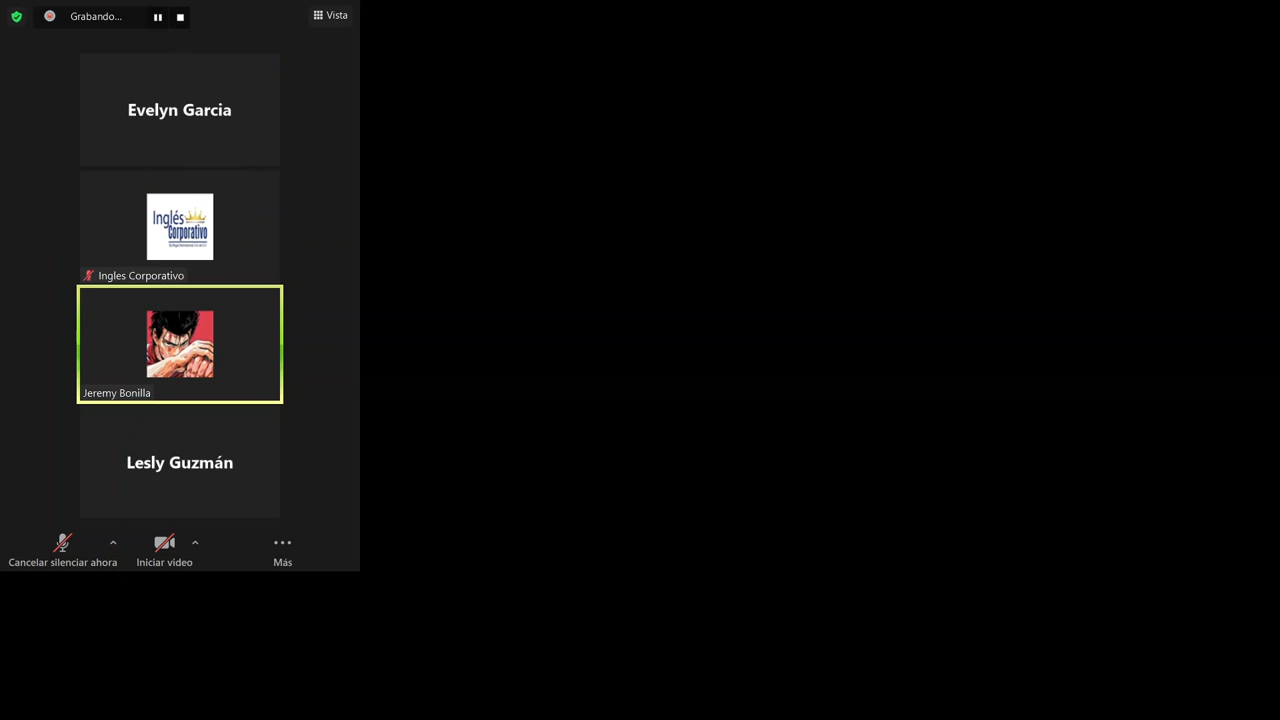 Grabando...
Vista
Evelyn Garcia
Inglés
Corporativo
Ingles Corporativo
Jeremy Bonilla
Lesly Guzmán
Cancelar silenciar ahora
Iniciar video
Más